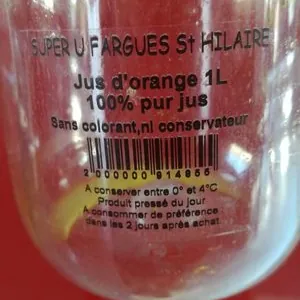 SUPER U FARGUES St HILAIRE
Jus d'orange 1L
100% pur jus
Sans colorant,ni conservateur
2 000000 914855
A conserver entre 0° et 4°C
Produit pressé du jour
A consommer de préférence
dans les 2 jours après achat